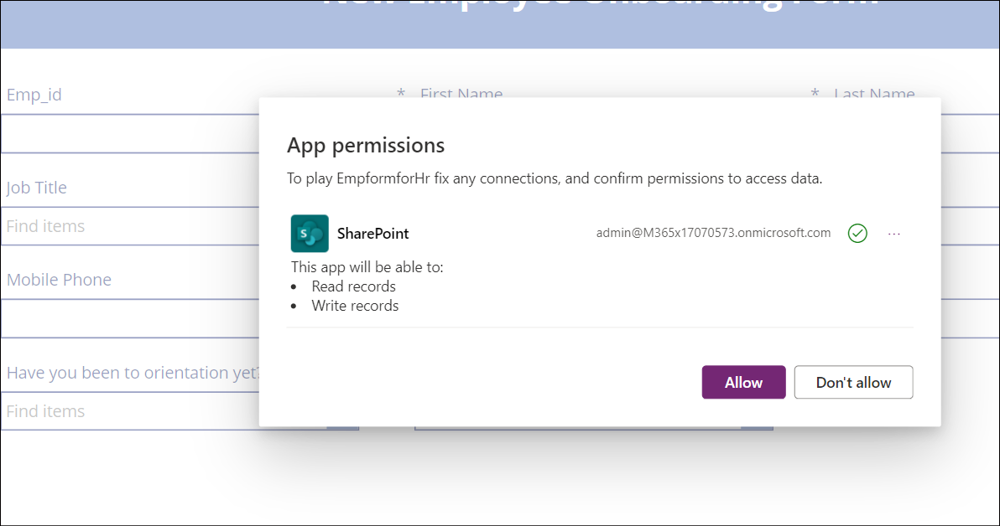 New Employee Onboarding Form
Emp_id
* First Name
* Last Name
App permissions
To play EmpformforHr fix any connections, and confirm permissions to access data.
Job Title
Find items
S
SharePoint
admin@M365x17070573.onmicrosoft.com
...
This app will be able to:
• Read records
• Write records
Mobile Phone
Have you been to orientation yet?
Find items
Allow
Don't allow